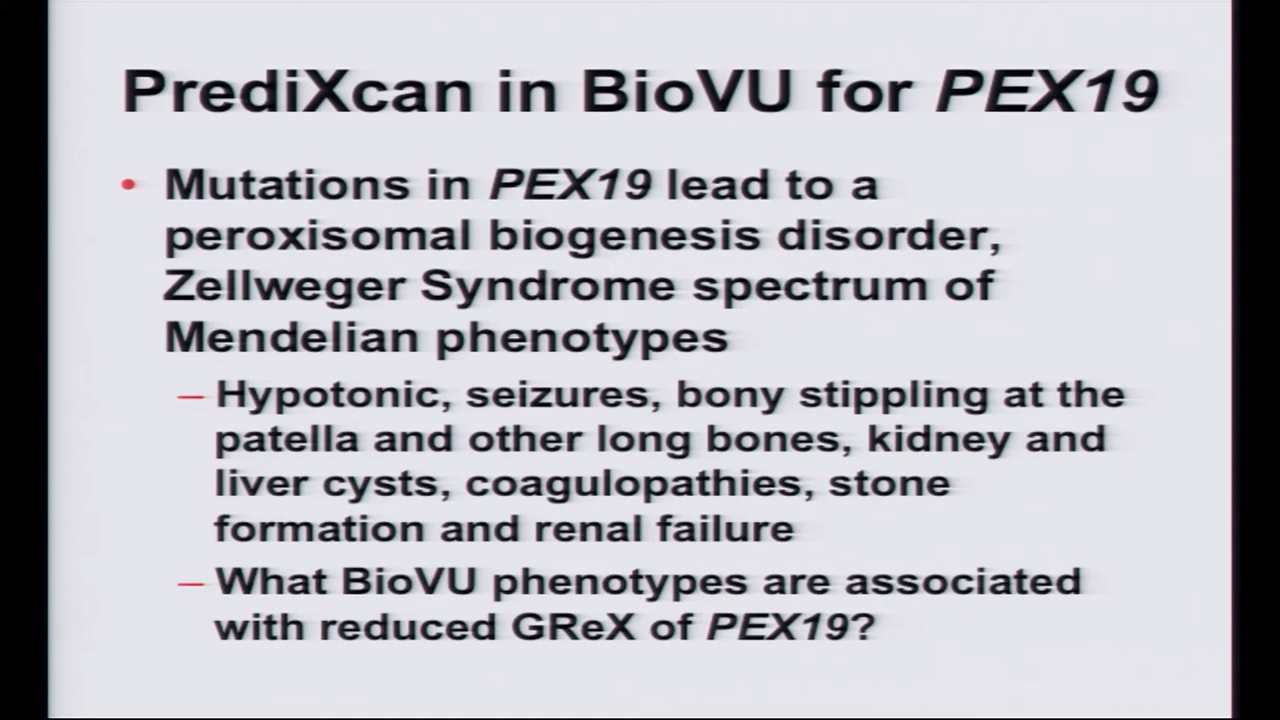 PrediXcan in BioVU for PEX19
• Mutations in PEX19 lead to a
peroxisomal biogenesis disorder,
Zellweger Syndrome spectrum of
Mendelian phenotypes
– Hypotonic, seizures, bony stippling at the
patella and other long bones, kidney and
liver cysts, coagulopathies, stone
formation and renal failure
– What BioVU phenotypes are associated
with reduced GReX of PEX19?